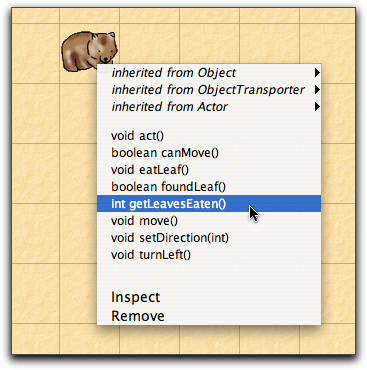 inherited from Object
inherited from ObjectTransporter
inherited from Actor
void act()
boolean canMove()
void eatLeaf()
boolean foundLeaf()
int getLeavesEaten()
void move()
void setDirection(int)
void turnLeft()
Inspect
Remove